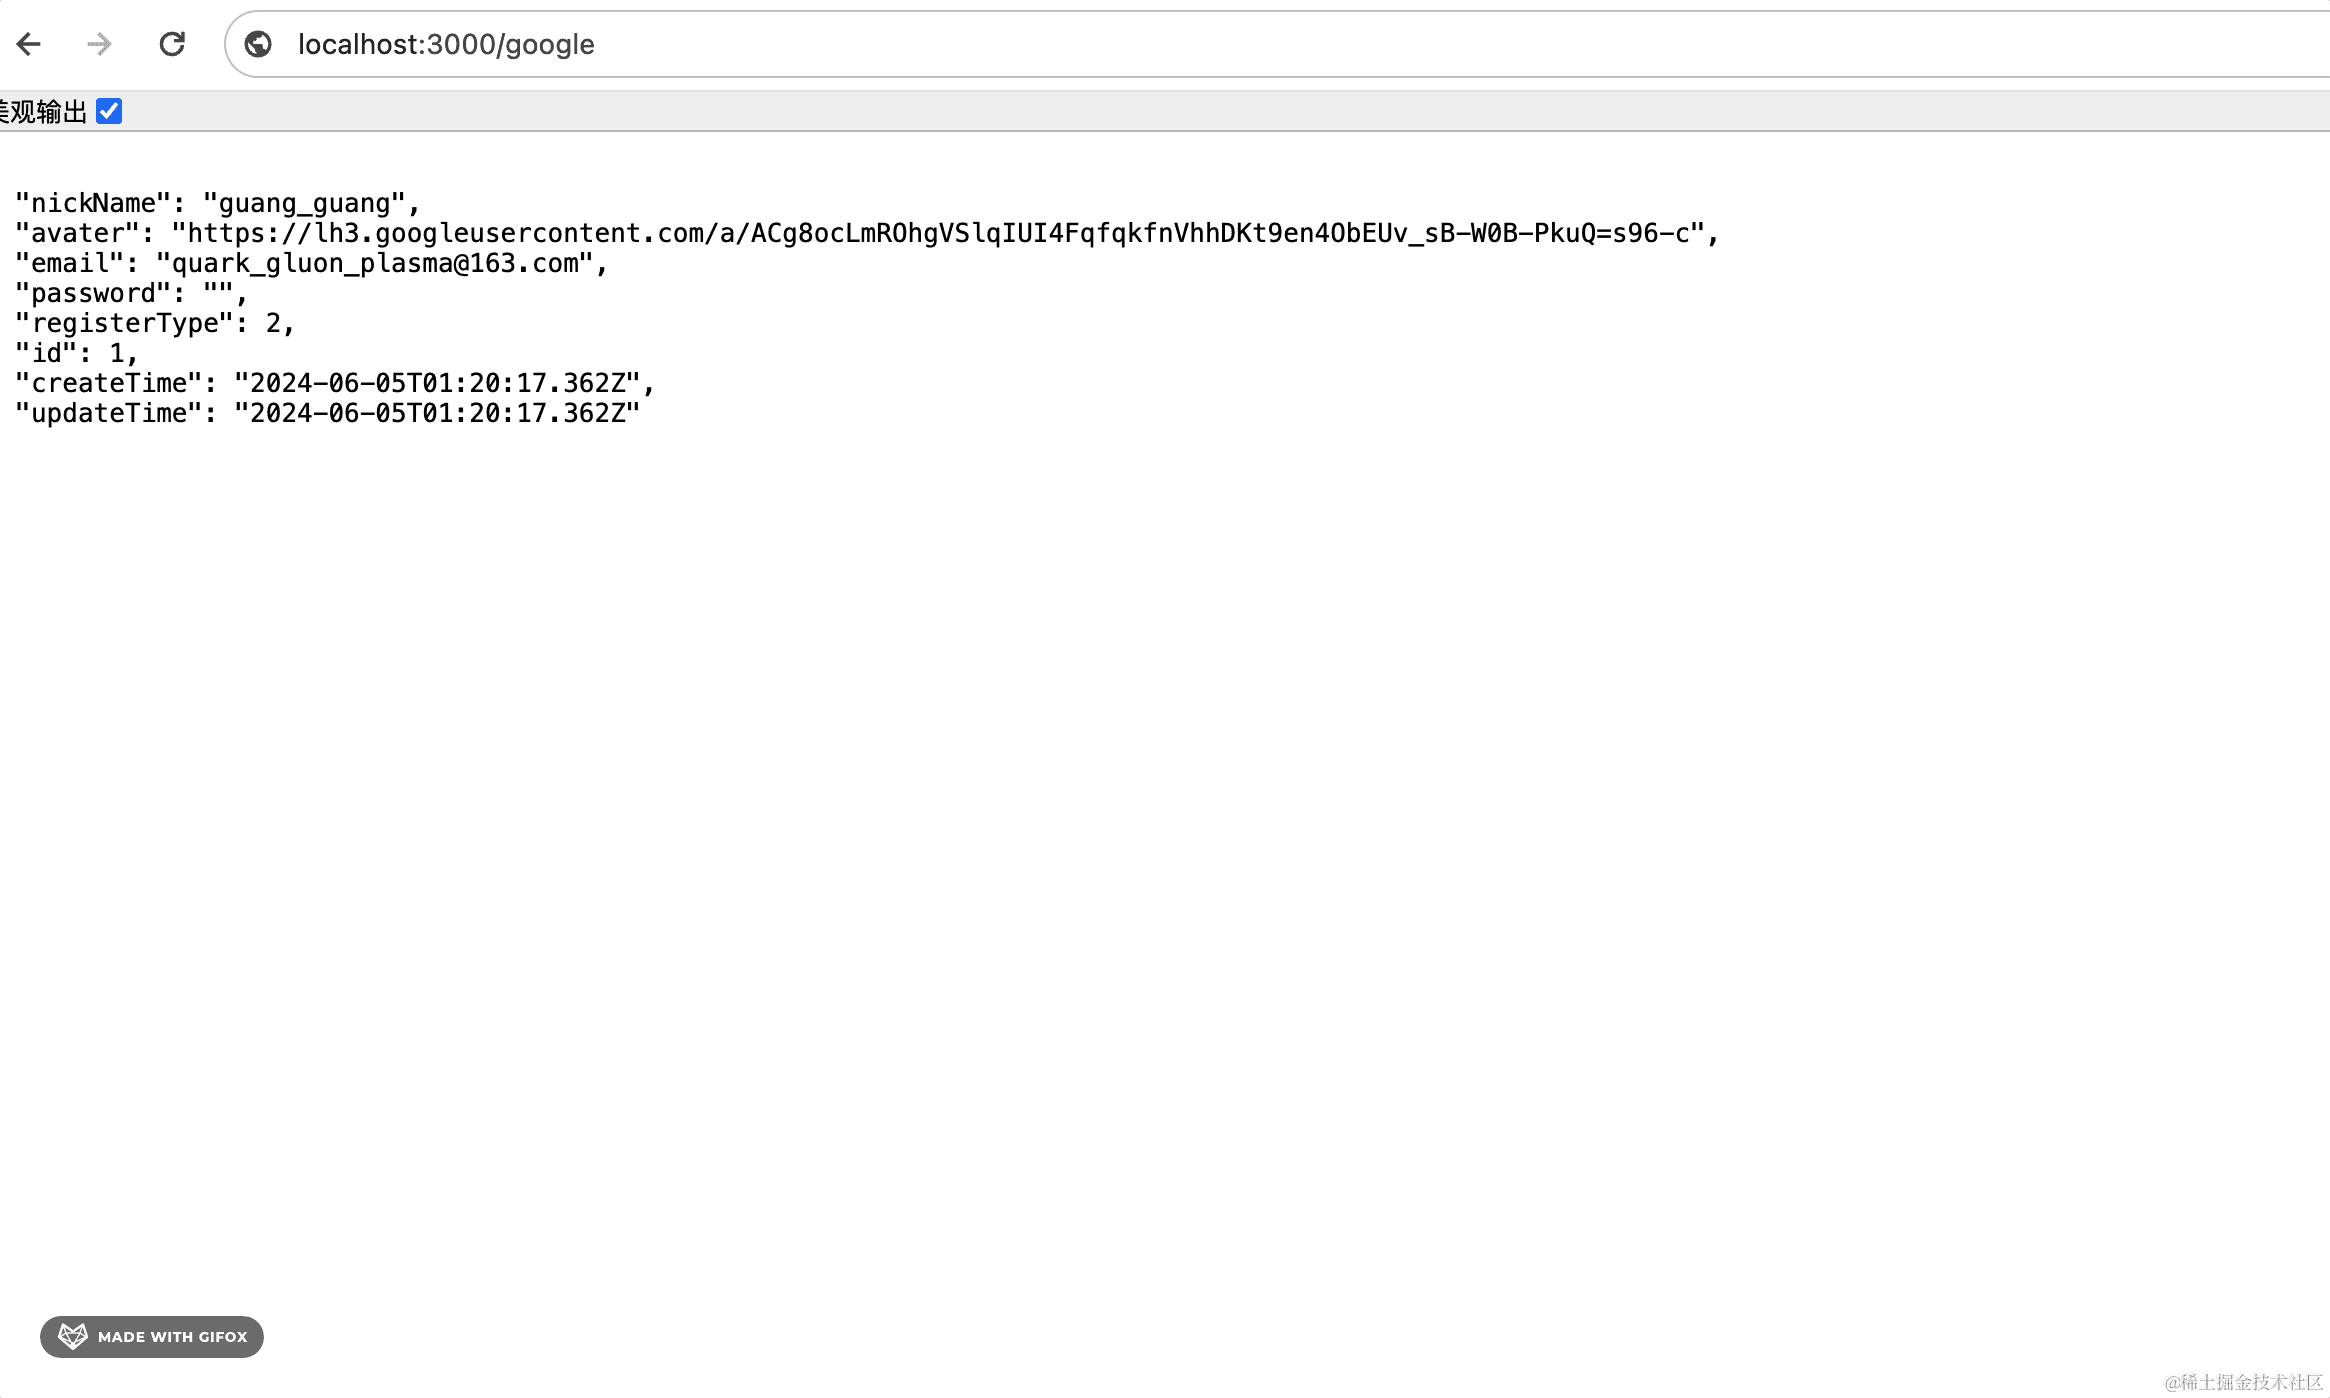 localhost:3000/google
美观输出
"nickName": "guang_guang",
"avater": "https://lh3.googleusercontent.com/a/ACg8ocLmROhgVSlqIUI4FqfqkfnVhhDKt9en4ObEUv_sB-W0B-PkuQ=s96-c",
"email": "quark_gluon_plasma@163.com",
"password": "",
"registerType": 2,
"id": 1,
"createTime": "2024-06-05T01:20:17.362Z",
"updateTime": "2024-06-05T01:20:17.362Z"
MADE WITH GIFOX
@稀土掘金技术社区